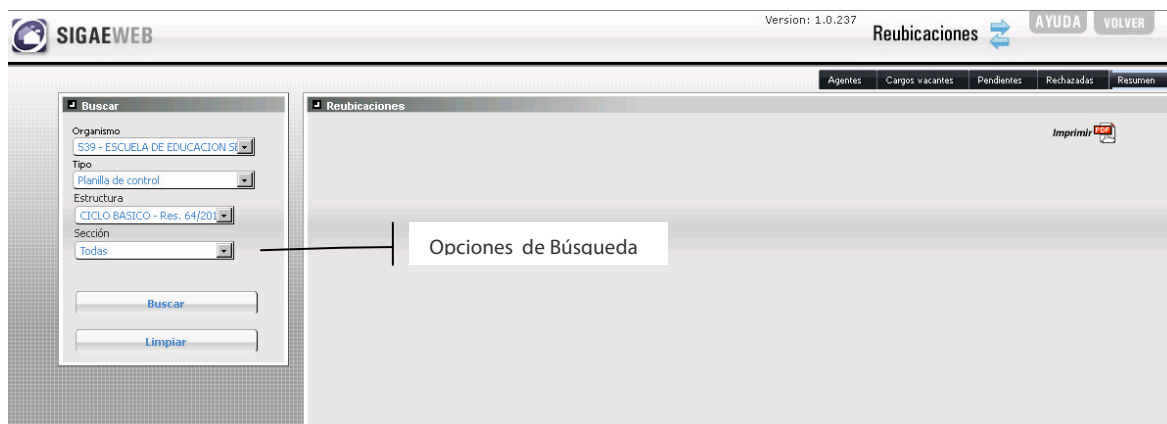 SIGAEWEB
Version: 1.0.237
Reubicaciones
AYUDA
VOLVER
Agentes
Cargos vacantes
Pendientes
Rechazadas
Resumen
Buscar
Organismo
539 - ESCUELA DE EDUCACION SE
Tipo
Planilla de control
Estructura
CICLO BASICO - Res. 64/201
Sección
Todas
Buscar
Limpiar
Reubicaciones
Imprimir PDF
Opciones de Búsqueda